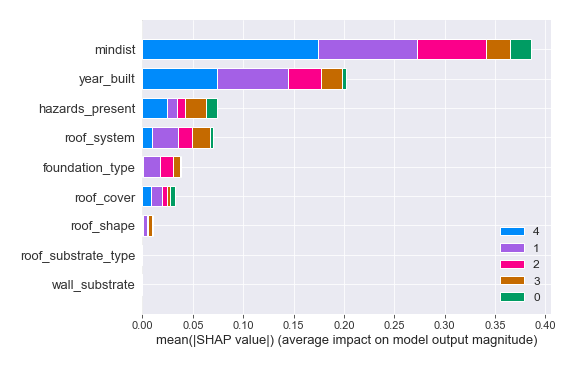 mindist
year_built
hazards_present
roof_system
foundation_type
roof_cover
roof_shape
roof_substrate_type
wall_substrate
4
1
2
3
0
0.00 0.05 0.10 0.15 0.20 0.25 0.30 0.35 0.40
mean(|SHAP value|) (average impact on model output magnitude)